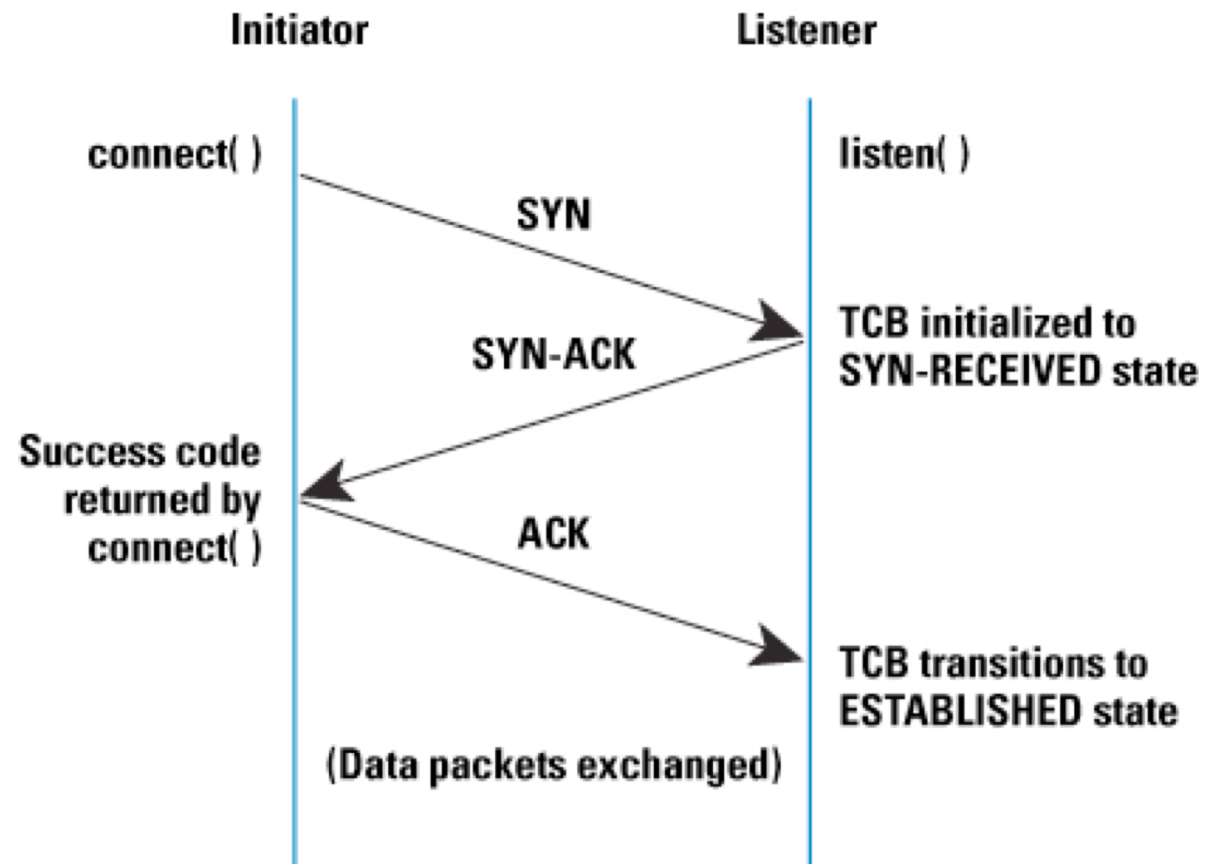 Initiator
Listener
connect( )
listen( )
SYN
TCB initialized to
SYN-RECEIVED state
SYN-ACK
Success code
returned by
connect( )
ACK
TCB transitions to
ESTABLISHED state
(Data packets exchanged)